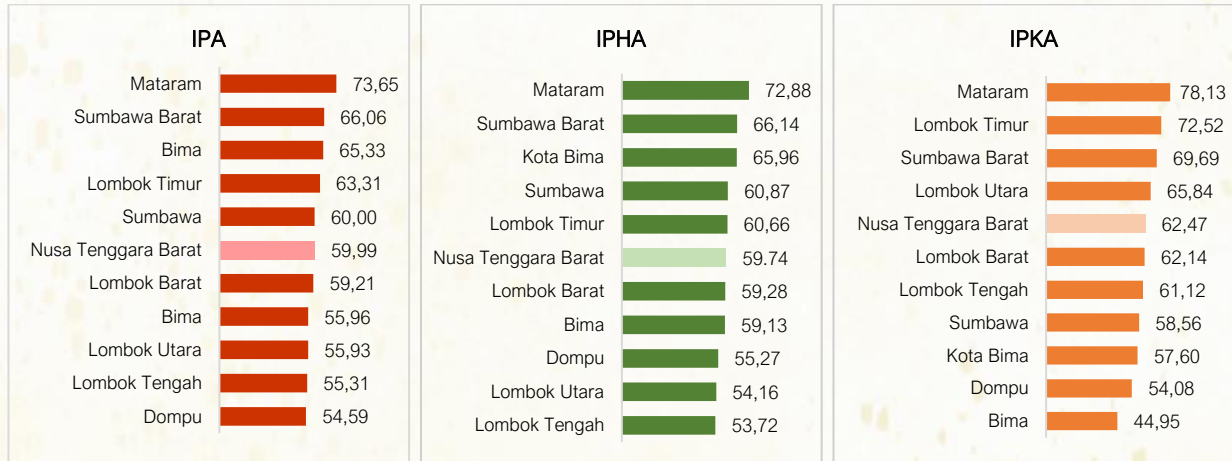 IPA
Mataram 73,65
Sumbawa Barat 66,06
Bima 65,33
Lombok Timur 63,31
Sumbawa 60,00
Nusa Tenggara Barat 59,99
Lombok Barat 59,21
Bima 55,96
Lombok Utara 55,93
Lombok Tengah 55,31
Dompu 54,59
IPHA
Mataram 72,88
Sumbawa Barat 66,14
Kota Bima 65,96
Sumbawa 60,87
Lombok Timur 60,66
Nusa Tenggara Barat 59.74
Lombok Barat 59,28
Bima 59,13
Dompu 55,27
Lombok Utara 54,16
Lombok Tengah 53,72
IPKA
Mataram 78,13
Lombok Timur 72,52
Sumbawa Barat 69,69
Lombok Utara 65,84
Nusa Tenggara Barat 62,47
Lombok Barat 62,14
Lombok Tengah 61,12
Sumbawa 58,56
Kota Bima 57,60
Dompu 54,08
Bima 44,95